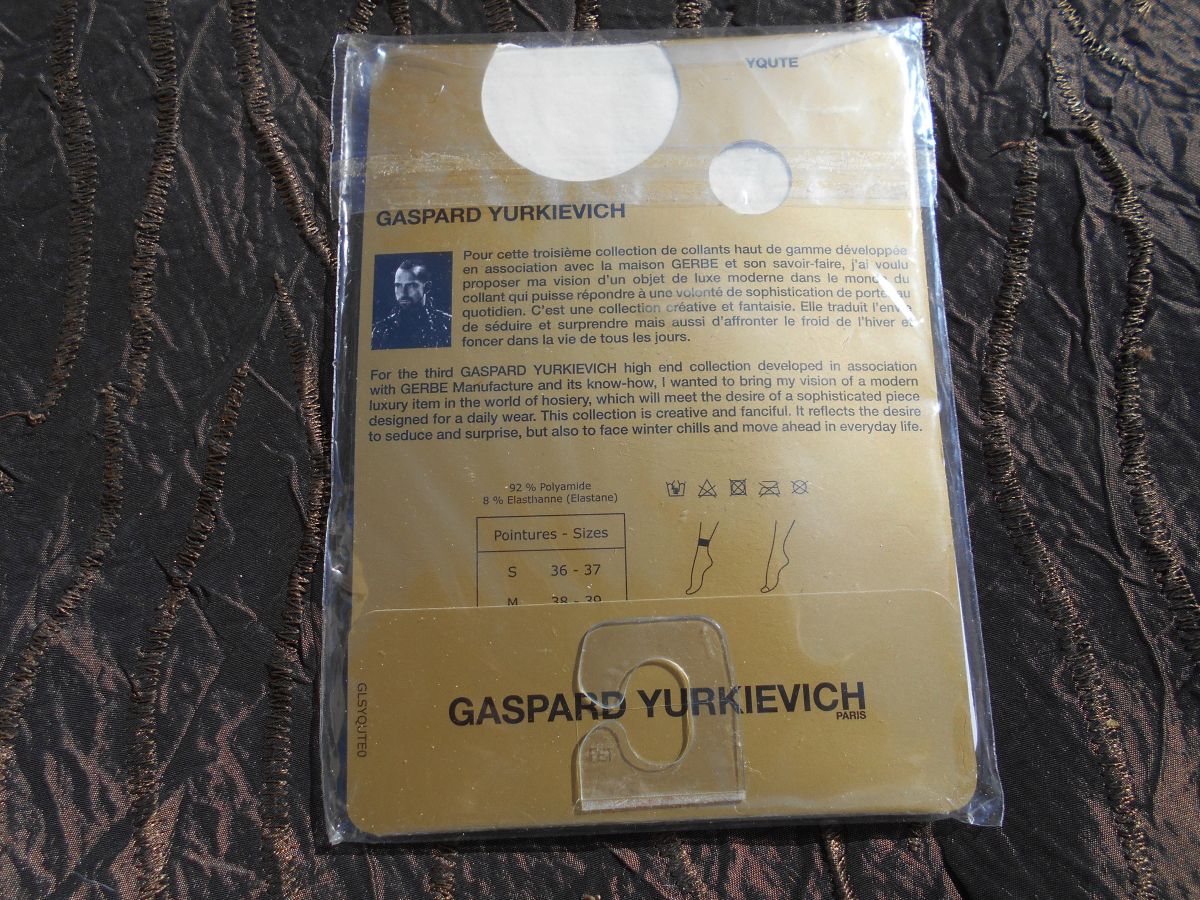 YQUTE
GASPARD YURKIEVICH
Pour cette troisième collection de collants haut de gamme développée
en association avec la maison GERBE et son savoir-faire, j'ai voulu
proposer ma vision d'un objet de luxe moderne dans le monde du
collant qui puisse répondre à une volonté de sophistication de porter au
quotidien. C'est une collection créative et fantaisie. Elle traduit l'envie
de séduire et surprendre mais aussi d'affronter le froid de l'hiver et
foncer dans la vie de tous les jours.
For the third GASPARD YURKIEVICH high end collection developed in association
with GERBE Manufacture and its know-how, I wanted to bring my vision of a modern
luxury item in the world of hosiery, which will meet the desire of a sophisticated piece
designed for a daily wear. This collection is creative and fanciful. It reflects the desire
to seduce and surprise, but also to face winter chills and move ahead in everyday life.
92 % Polyamide
8 % Elasthanne (Elastane)
Pointures - Sizes
S 36 - 37
M 38 - 39
GASPARD YURKIEVICH
PARIS